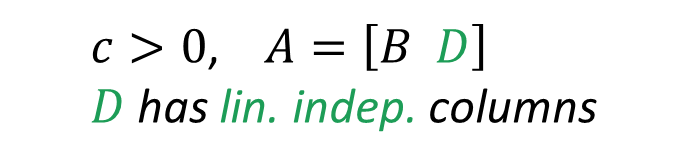 c > 0, A = [B D]
D has lin. indep. columns